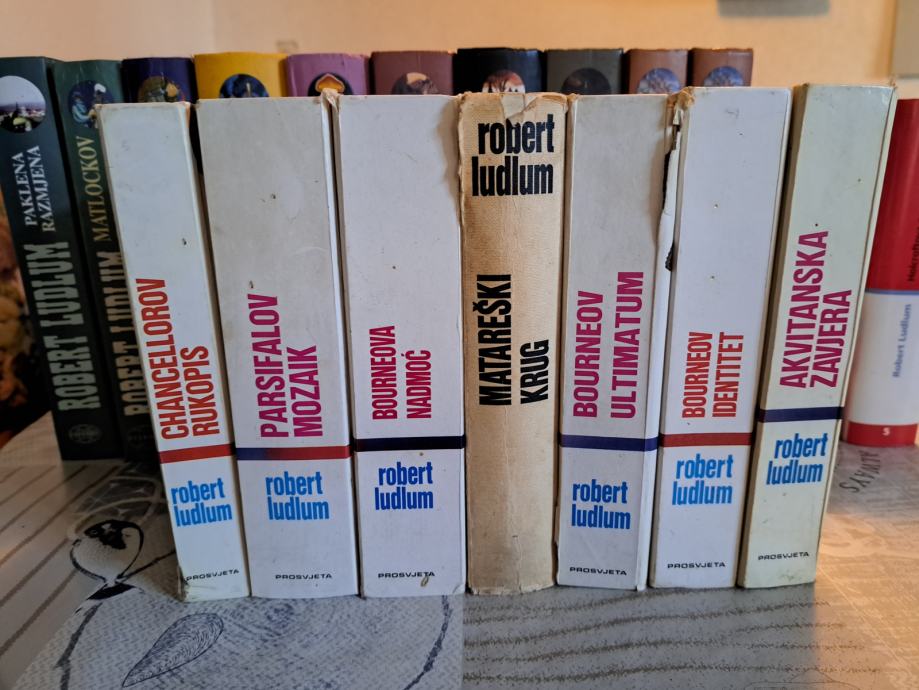 PAKLENA
RAZMJENA
ROBERT LUDLUM
MATLOCKOV
ROBERT LUDLUM
CHANCELLOROV
RUKOPIS
robert
ludlum
PROSVJETA
PARSIFALOV
MOZAIK
robert
ludlum
PROSVJETA
BOURNEOVA
NADMOĆ
robert
ludlum
PROSVJETA
robert
ludlum
MATAREŠKI
KRUG
BOURNEOV
ULTIMATUM
robert
ludlum
PROSVJETA
BOURNEOV
IDENTITET
robert
ludlum
PROSVJETA
AKVITANSKA
ZAVJERA
robert
ludlum
PROSVJETA
Robert Ludlum
5